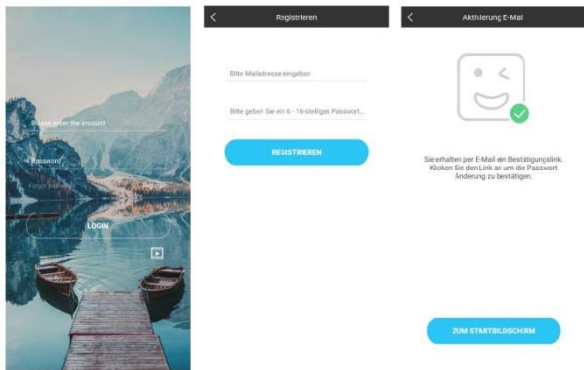 Please enter the account
Password
LOGIN
Registrieren
Bitte Mailadresse eingeben
Bitte geben Sie ein 6 - 16-stelliges Passwort...
REGISTRIEREN
Aktivierung E-Mail
Sie erhalten per E-Mail ein Bestätigungslink.
Klicken Sie den Link an um die Passwort
Änderung zu bestätigen.
ZUM STARTBILDSCHIRM